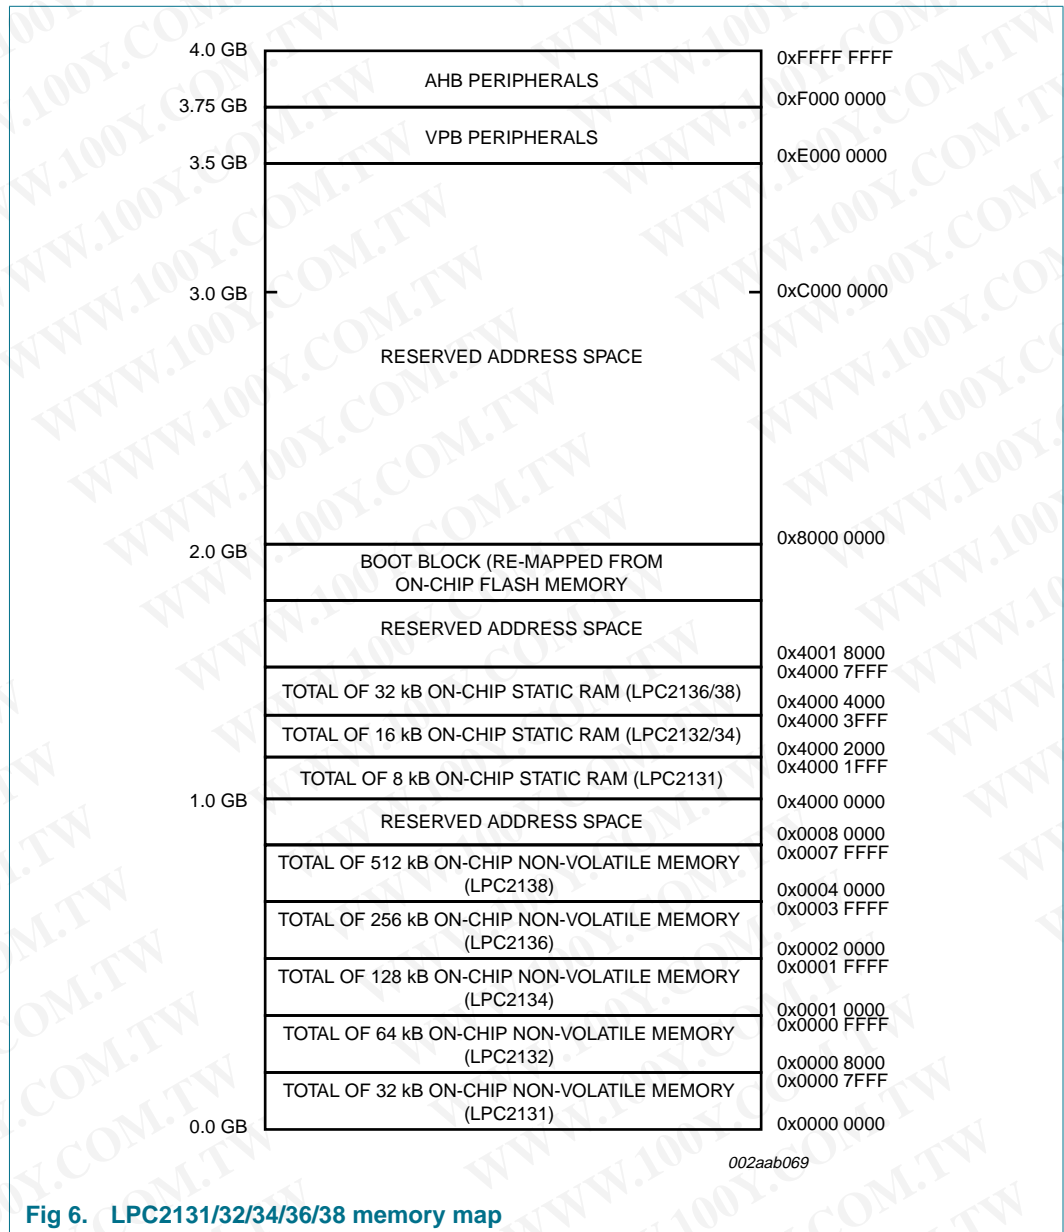 4.0 GB
0xFFFF FFFF
AHB PERIPHERALS
3.75 GB
0xF000 0000
VPB PERIPHERALS
3.5 GB
0xE000 0000
3.0 GB
0xC000 0000
RESERVED ADDRESS SPACE
0x8000 0000
2.0 GB
BOOT BLOCK (RE-MAPPED FROM
ON-CHIP FLASH MEMORY
RESERVED ADDRESS SPACE
0x4001 8000
0x4000 7FFF
TOTAL OF 32 kB ON-CHIP STATIC RAM (LPC2136/38)
0x4000 4000
0x4000 3FFF
TOTAL OF 16 kB ON-CHIP STATIC RAM (LPC2132/34)
0x4000 2000
0x4000 1FFF
TOTAL OF 8 kB ON-CHIP STATIC RAM (LPC2131)
1.0 GB
0x4000 0000
RESERVED ADDRESS SPACE
0x0008 0000
0x0007 FFFF
TOTAL OF 512 kB ON-CHIP NON-VOLATILE MEMORY
(LPC2138)
0x0004 0000
0x0003 FFFF
TOTAL OF 256 kB ON-CHIP NON-VOLATILE MEMORY
(LPC2136)
0x0002 0000
0x0001 FFFF
TOTAL OF 128 kB ON-CHIP NON-VOLATILE MEMORY
(LPC2134)
0x0001 0000
0x0000 FFFF
TOTAL OF 64 kB ON-CHIP NON-VOLATILE MEMORY
(LPC2132)
0x0000 8000
0x0000 7FFF
TOTAL OF 32 kB ON-CHIP NON-VOLATILE MEMORY
(LPC2131)
0.0 GB
0x0000 0000
002aab069
Fig 6. LPC2131/32/34/36/38 memory map
WWW.100Y.COM.TW